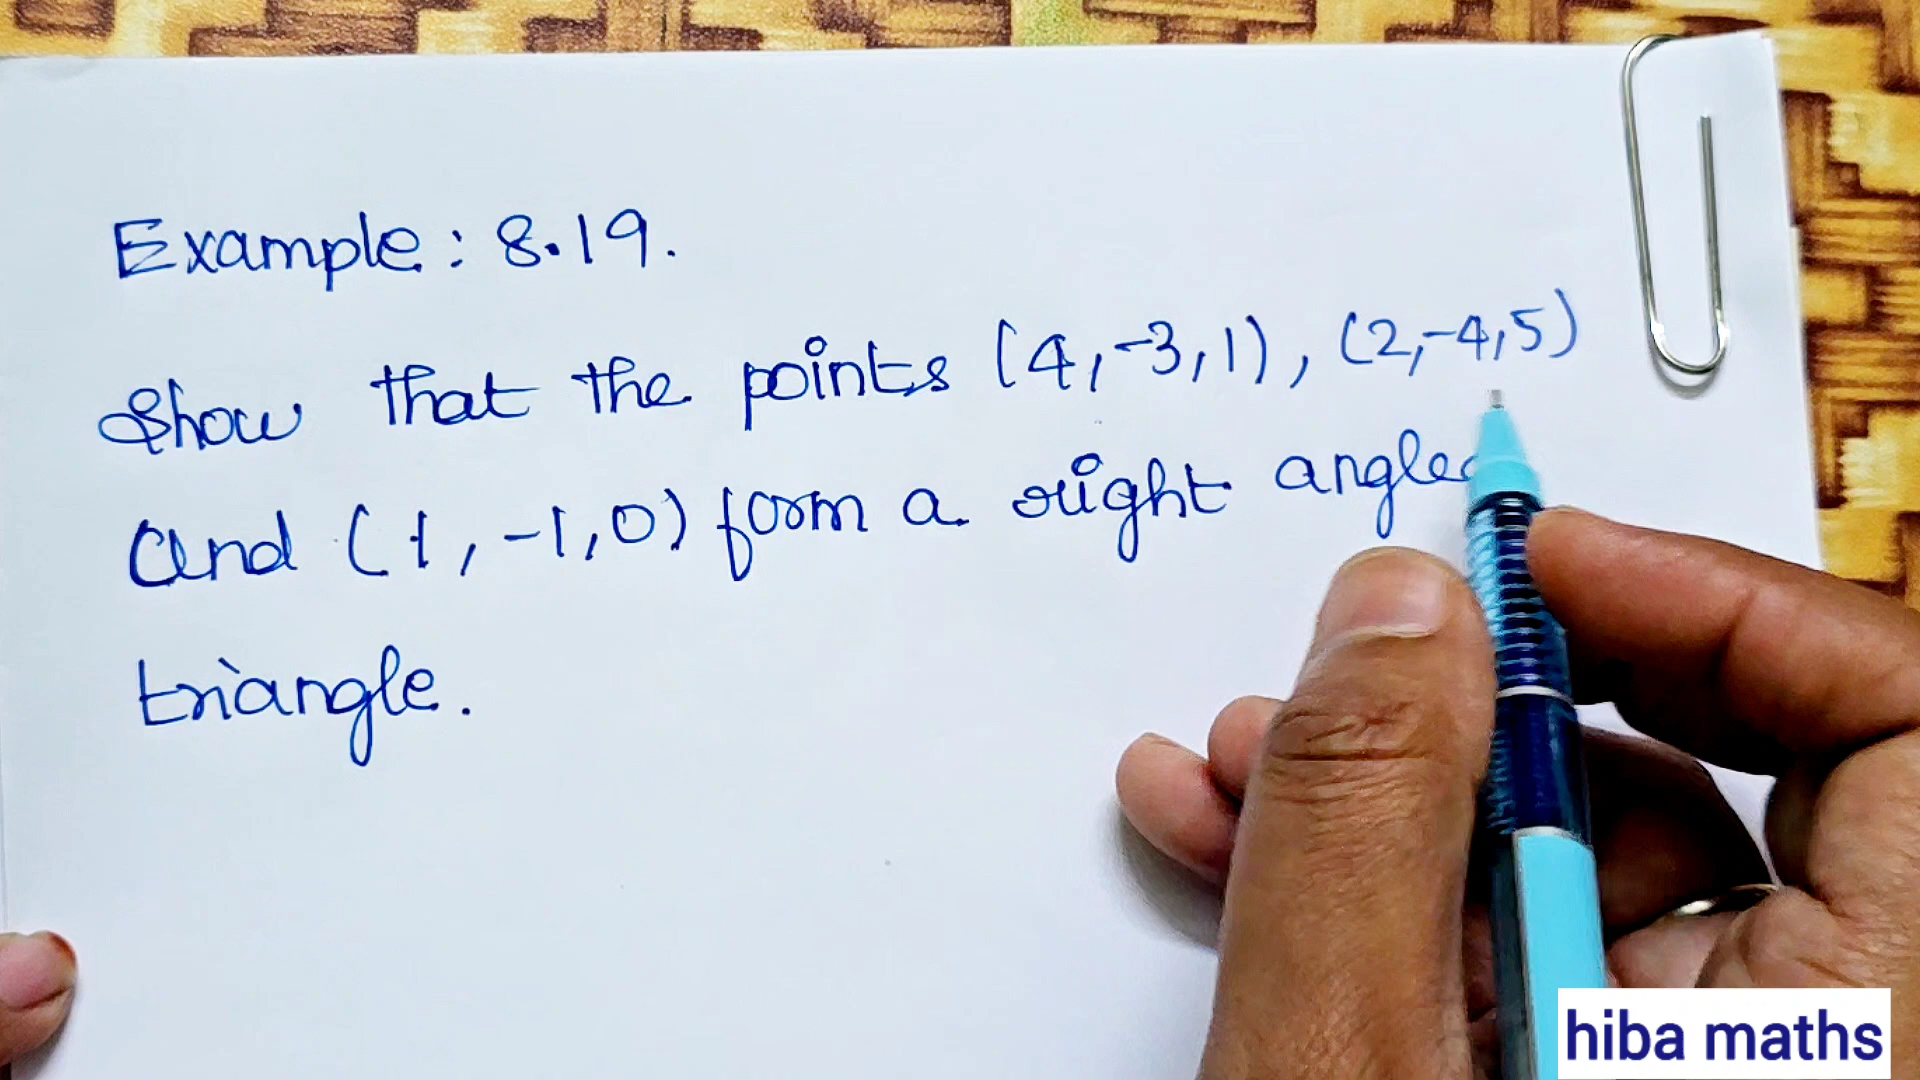 Example: 8.19.
Show that the points (4,-3,1), (2,-4,5)
and (1, -1,0) form a right angled
triangle.
hiba maths